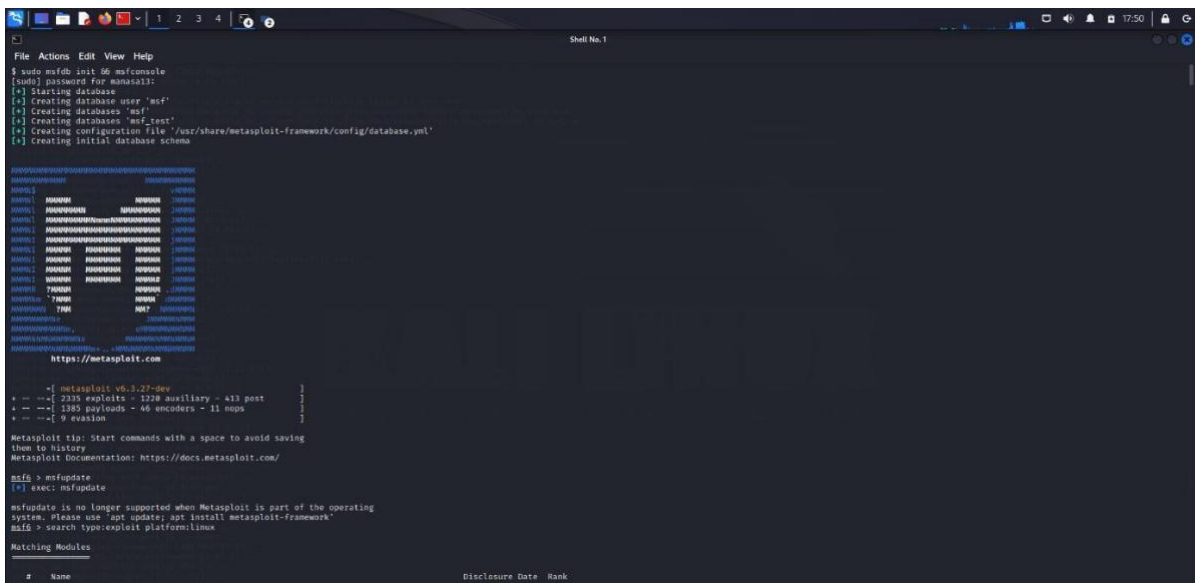 1 2 3 4
17:50
Shell No. 1
File Actions Edit View Help
$ sudo msfdb init && msfconsole
[sudo] password for manasa13:
[+] Starting database
[+] Creating database user 'msf'
[+] Creating databases 'msf'
[+] Creating databases 'msf_test'
[+] Creating configuration file '/usr/share/metasploit-framework/config/database.yml'
[+] Creating initial database schema
https://metasploit.com
=[ metasploit v6.3.27-dev ]
+ -- --=[ 2335 exploits - 1220 auxiliary - 413 post ]
+ -- --=[ 1385 payloads - 46 encoders - 11 nops ]
+ -- --=[ 9 evasion ]
Metasploit tip: Start commands with a space to avoid saving
them to history
Metasploit Documentation: https://docs.metasploit.com/
msf6 > msfupdate
[*] exec: msfupdate
msfupdate is no longer supported when Metasploit is part of the operating
system. Please use 'apt update; apt install metasploit-framework'
msf6 > search type:exploit platform:linux
Matching Modules
================
# Name Disclosure Date Rank